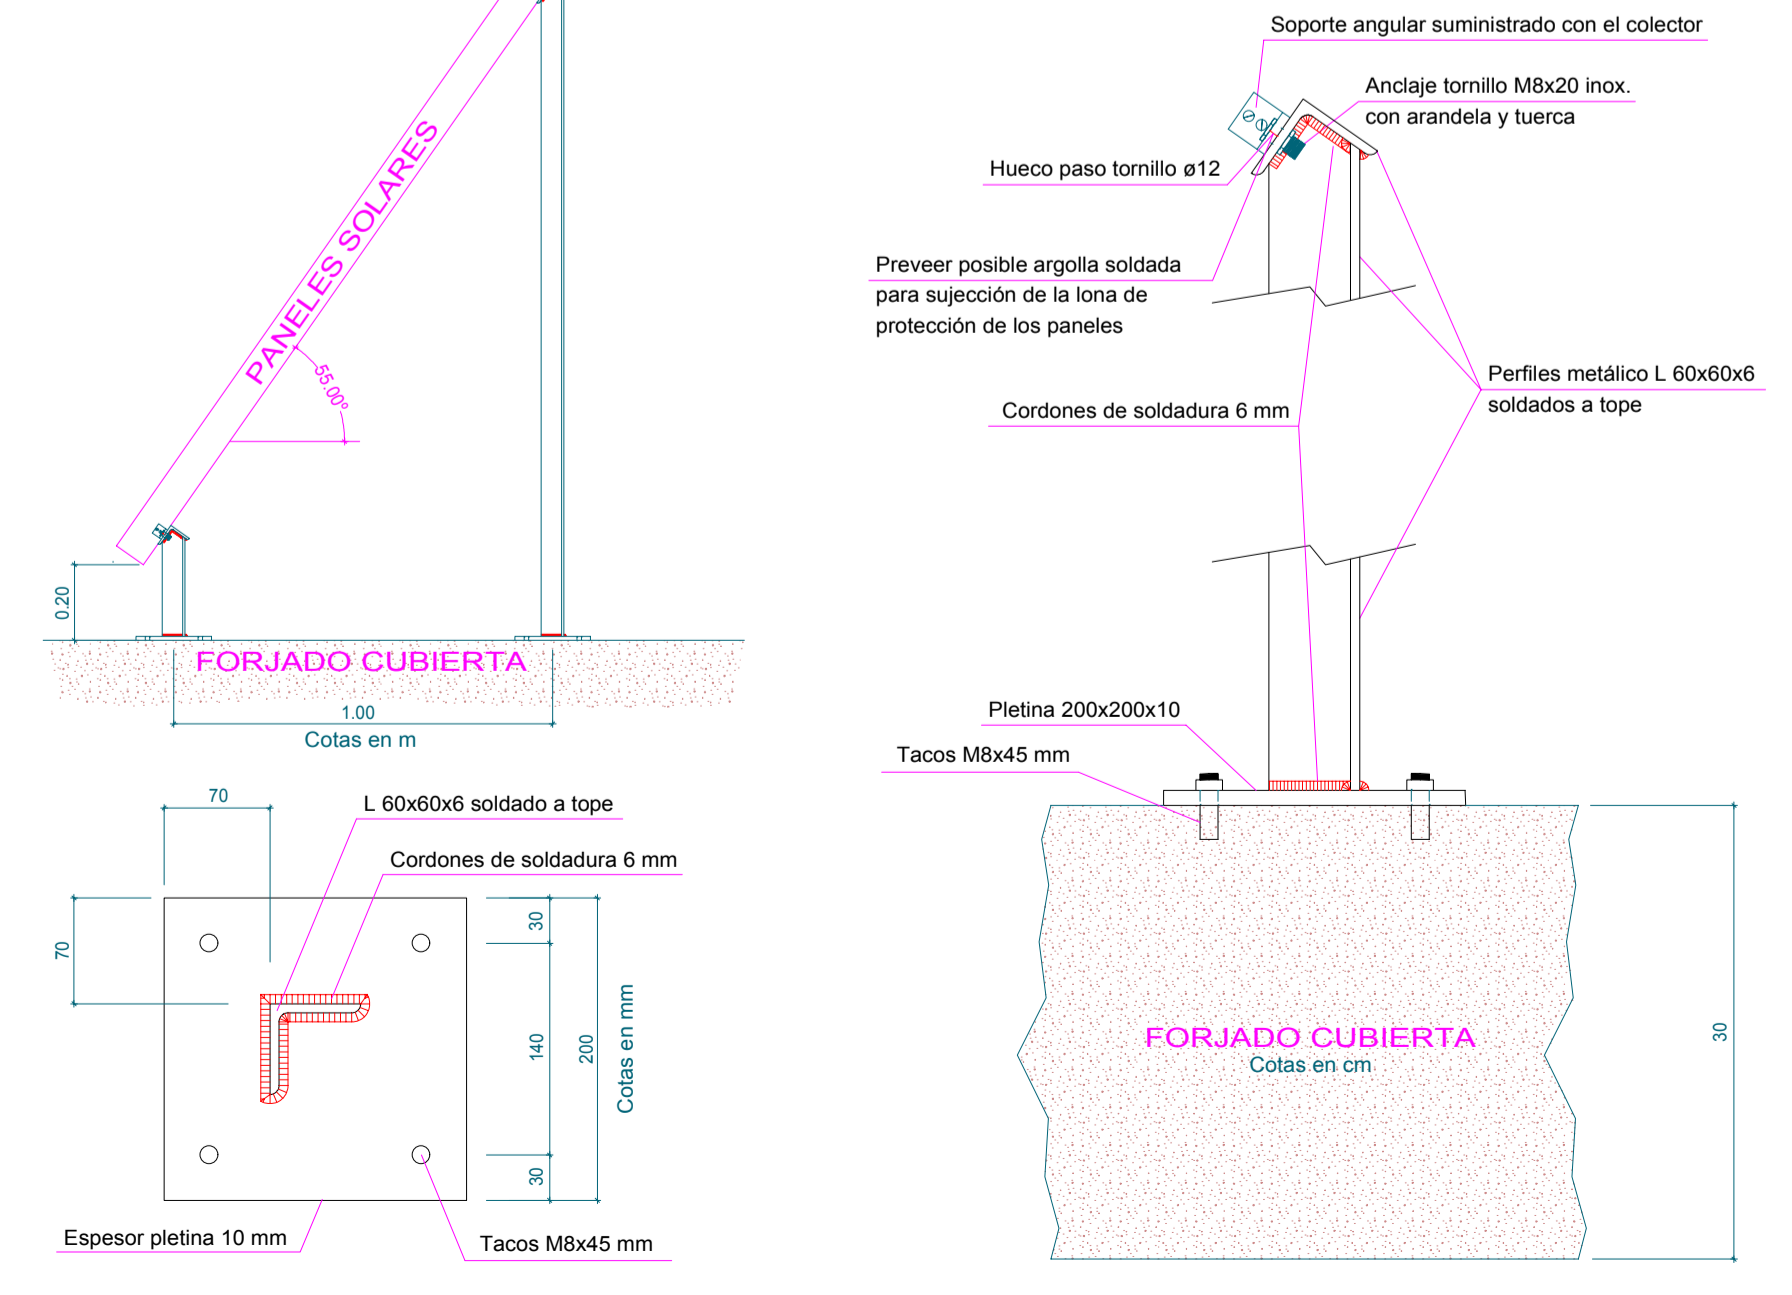 Soporte angular suministrado con el colector
Anclaje tornillo M8x20 inox.
con arandela y tuerca
Hueco paso tornillo ø12
Preveer posible argolla soldada
para sujección de la lona de
protección de los paneles
Perfiles metálico L 60x60x6
soldados a tope
Cordones de soldadura 6 mm
Pletina 200x200x10
Tacos M8x45 mm
FORJADO CUBIERTA
Cotas en cm
30
PANELES SOLARES
55.00º
0.20
FORJADO CUBIERTA
1.00
Cotas en m
70
L 60x60x6 soldado a tope
Cordones de soldadura 6 mm
70
30
140
200
Cotas en mm
30
Espesor pletina 10 mm
Tacos M8x45 mm